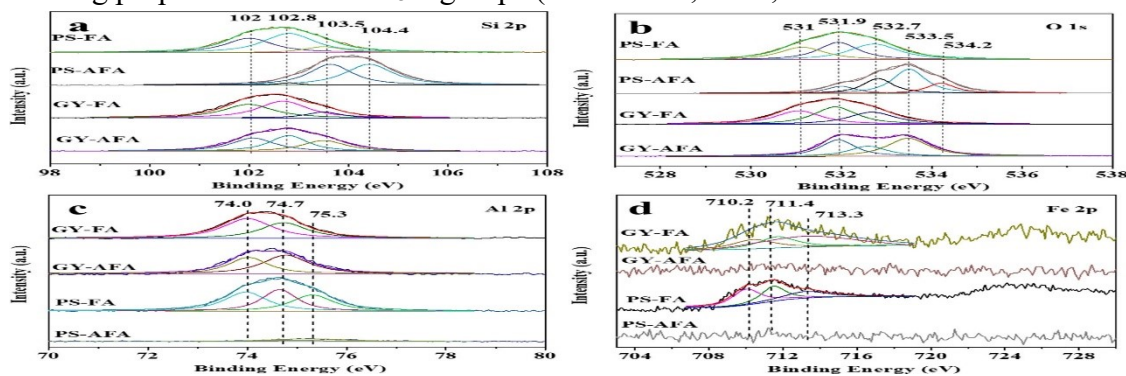 a
Si 2p
102
102.8
103.5
104.4
PS-FA
PS-AFA
GY-FA
GY-AFA
Intensity (a.u.)
98 100 102 104 106 108
Binding Energy (eV)
b
O 1s
531
531.9
532.7
533.5
534.2
PS-FA
PS-AFA
GY-FA
GY-AFA
Intensity (a.u.)
528 530 532 534 536 538
Binding Energy (eV)
c
Al 2p
74.0
74.7
75.3
GY-FA
GY-AFA
PS-FA
PS-AFA
Intensity (a.u.)
70 72 74 76 78 80
Binding Energy (eV)
d
Fe 2p
710.2
711.4
713.3
GY-FA
GY-AFA
PS-FA
PS-AFA
Intensity (a.u.)
704 708 712 716 720 724 728
Binding Energy (eV)